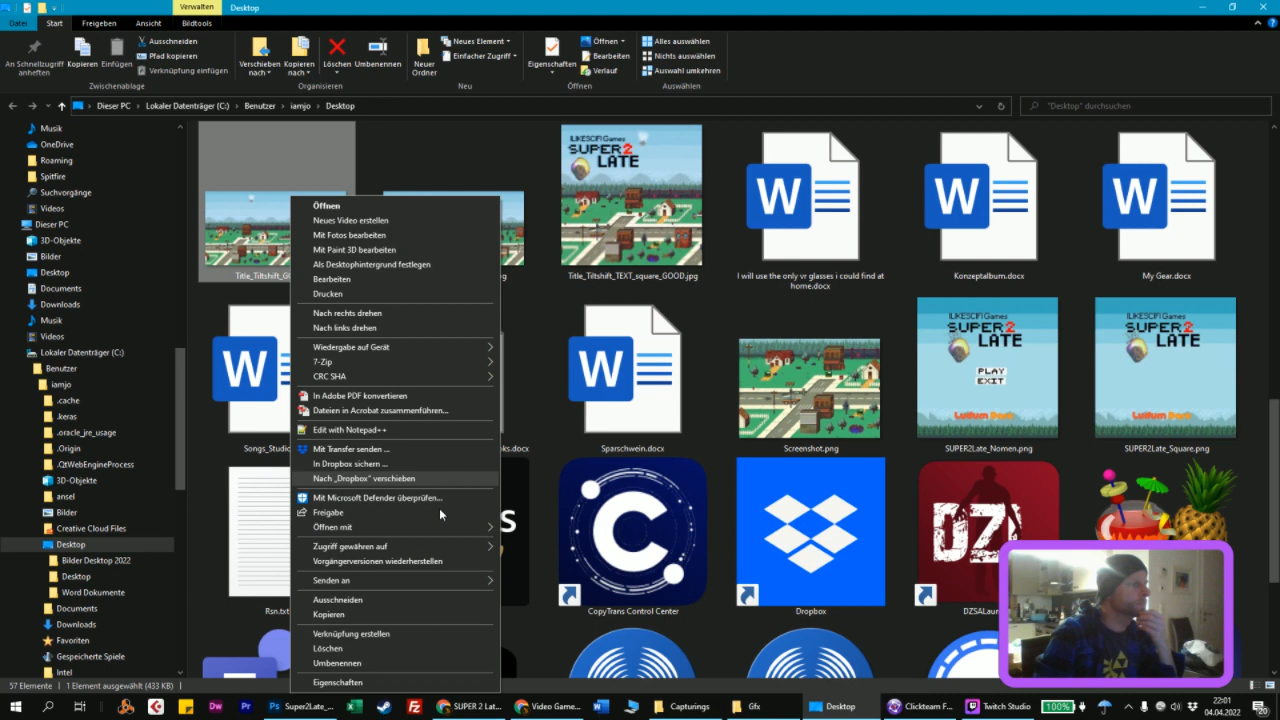 Verwalten
Desktop
Datei
Start
Freigeben
Ansicht
Bildtools
An Schnellzugriff anheften
Kopieren
Einfügen
Ausschneiden
Pfad kopieren
Verknüpfung einfügen
Zwischenablage
Verschieben nach
Kopieren nach
Löschen
Umbenennen
Organisieren
Neuer Ordner
Neues Element
Einfacher Zugriff
Neu
Eigenschaften
Öffnen
Bearbeiten
Verlauf
Öffnen
Alles auswählen
Nichts auswählen
Auswahl umkehren
Auswählen
Dieser PC > Lokaler Datenträger (C:) > Benutzer > iamjo > Desktop
"Desktop" durchsuchen
Musik
OneDrive
Roaming
Spitfire
Suchvorgänge
Videos
Dieser PC
3D-Objekte
Bilder
Desktop
Documents
Downloads
Musik
Videos
Lokaler Datenträger (C:)
Benutzer
iamjo
.cache
.keras
.oracle_jre_usage
.Origin
.QtWebEngineProcess
3D-Objekte
ansel
Bilder
Creative Cloud Files
Desktop
Bilder Desktop 2022
Desktop
Word Dokumente
Documents
Downloads
Favoriten
Gespeicherte Spiele
Intel
Öffnen
Neues Video erstellen
Mit Fotos bearbeiten
Mit Paint 3D bearbeiten
Als Desktophintergrund festlegen
Bearbeiten
Drucken
Nach rechts drehen
Nach links drehen
Wiedergabe auf Gerät
7-Zip
CRC SHA
In Adobe PDF konvertieren
Dateien in Acrobat zusammenführen...
Edit with Notepad++
Mit Transfer senden ...
In Dropbox sichern ...
Nach „Dropbox“ verschieben
Mit Microsoft Defender überprüfen...
Freigabe
Öffnen mit
Zugriff gewähren auf
Vorgängerversionen wiederherstellen
Senden an
Ausschneiden
Kopieren
Verknüpfung erstellen
Löschen
Umbenennen
Eigenschaften
ILIKESCIFI Games
SUPER2
LATE
Title_Tiltshift_TEXT_square_GOOD.jpg
W
I will use the only vr glasses i could find at
home.docx
W
Konzeptalbum.docx
W
My Gear.docx
W
W
Sparschwein.docx
Screenshot.png
ILIKESCIFI Games
SUPER2
LATE
PLAY
EXIT
SUPER2Late_Nomen.png
ILIKESCIFI Games
SUPER2
LATE
SUPER2Late_Square.png
Rsn.txt
CopyTrans Control Center
Dropbox
DZ
57 Elemente
1 Element ausgewählt (433 KB)
Super2Late_...
SUPER 2 Lat...
Video Game...
Capturings
Gfx
Desktop
Clickteam F...
Twitch Studio
100%
22:01
04.04.2022
20